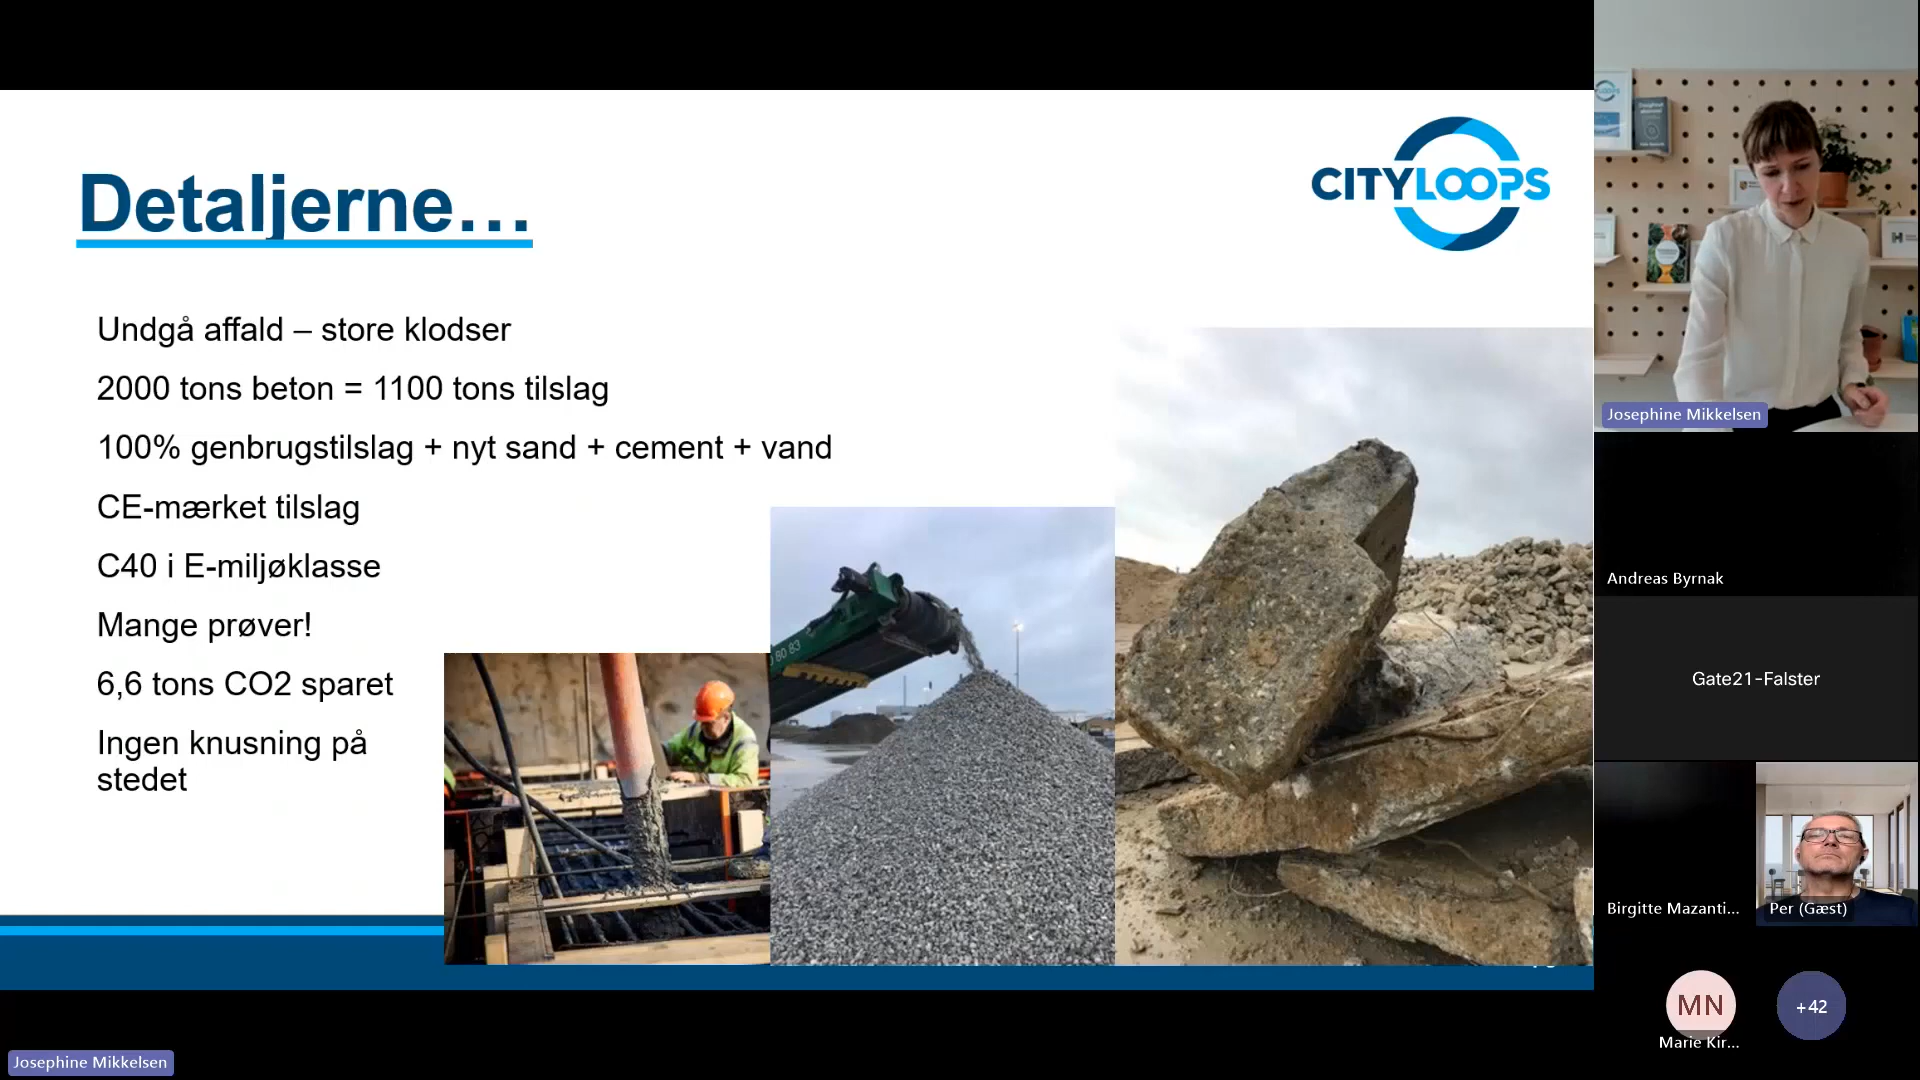 Detaljerne...
CITYLOOPS
Undgå affald – store klodser
2000 tons beton = 1100 tons tilslag
100% genbrugstilslag + nyt sand + cement + vand
CE-mærket tilslag
C40 i E-miljøklasse
Mange prøver!
6,6 tons CO2 sparet
Ingen knusning på
stedet
80 83
Josephine Mikkelsen
Andreas Byrnak
Gate21-Falster
Birgitte Mazanti...
Per (Gæst)
MN
+42
Marie Kir...
Josephine Mikkelsen